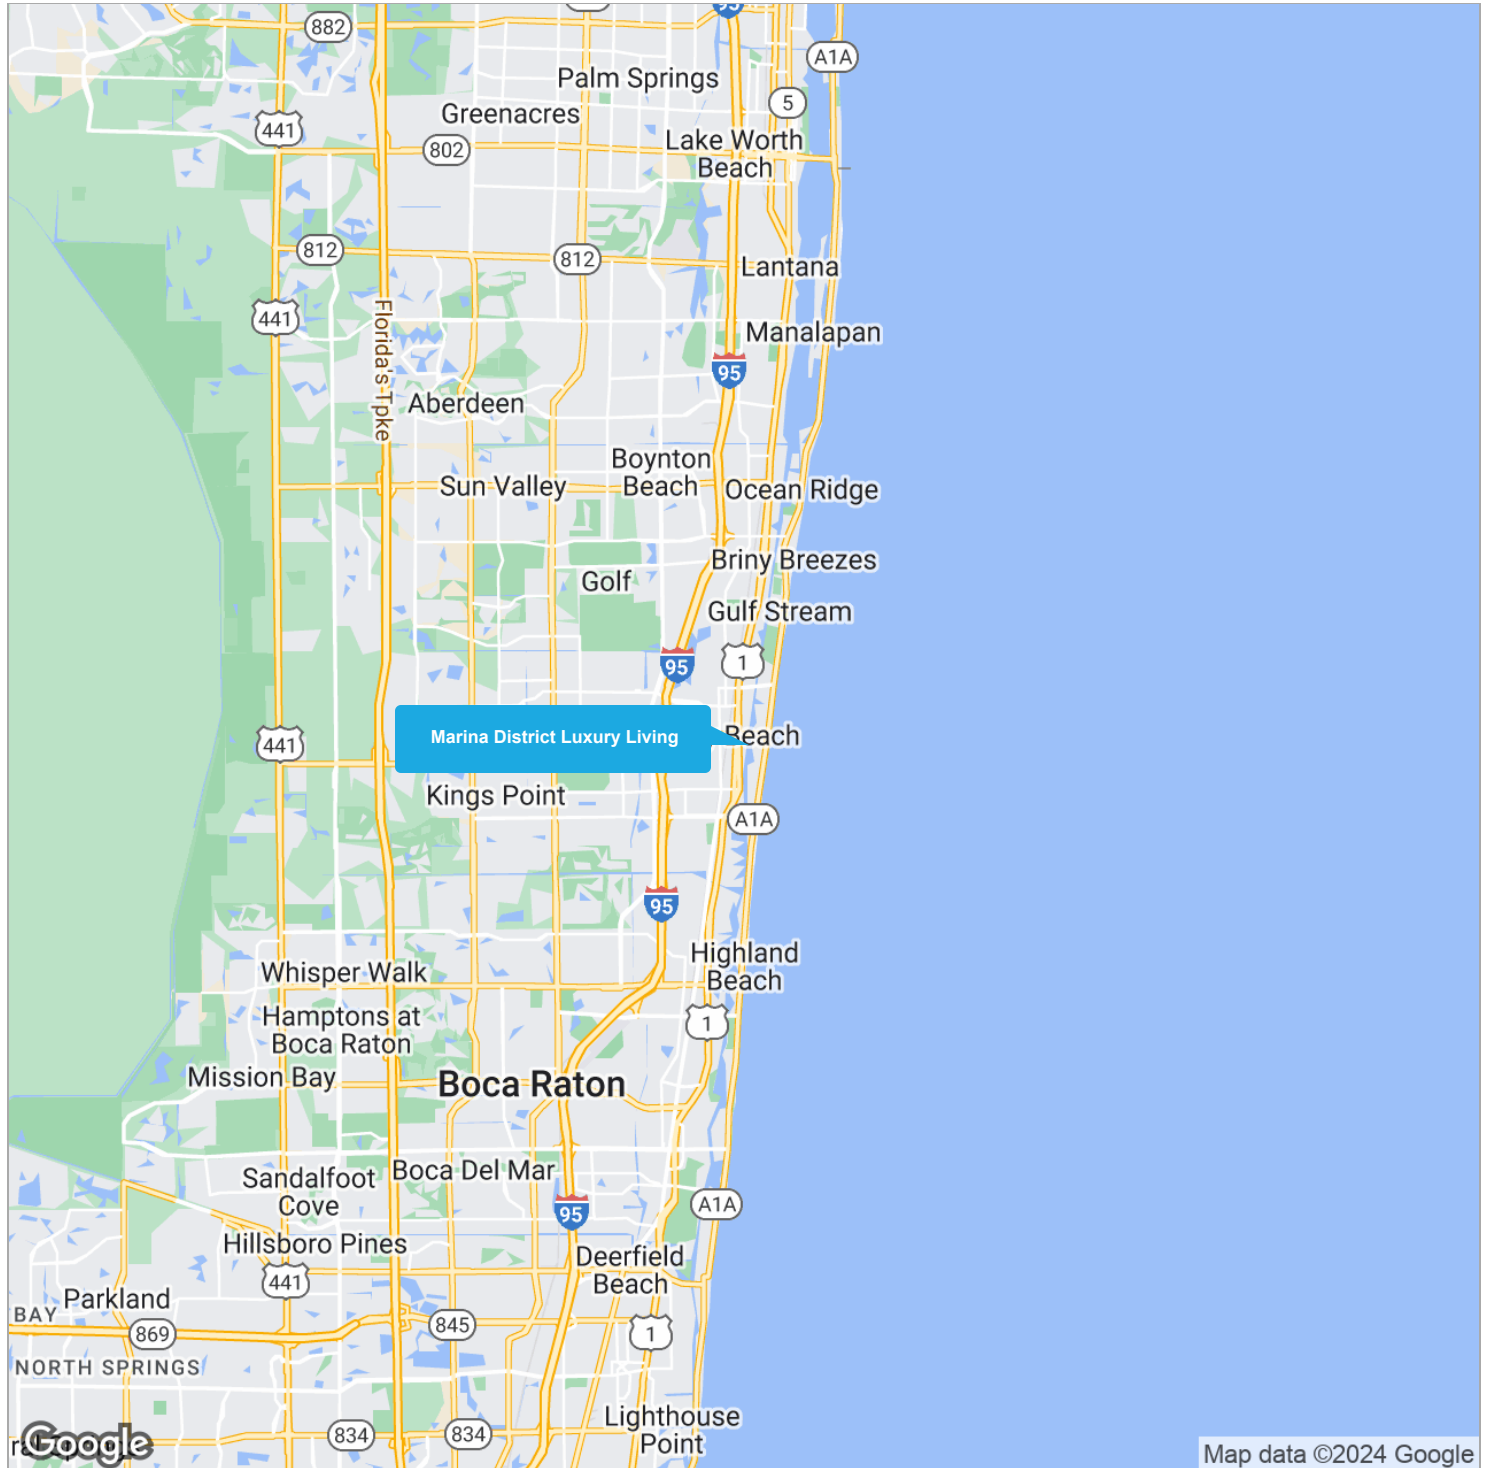 95
882
A1A
Palm Springs
5
Greenacres
441
802
Lake Worth
Beach
812
812
Lantana
441
Florida's Tpke
Manalapan
95
Aberdeen
Boynton
Beach
Sun Valley
Ocean Ridge
Briny Breezes
Golf
Gulf Stream
95
1
Marina District Luxury Living
Beach
441
Kings Point
A1A
95
Highland
Beach
Whisper Walk
Hamptons at
Boca Raton
1
Mission Bay
Boca Raton
Boca Del Mar
Sandalfoot
Cove
A1A
95
Hillsboro Pines
Deerfield
Beach
441
Parkland
BAY
869
845
1
NORTH SPRINGS
Lighthouse
Point
834
834
Google
Map data ©2024 Google